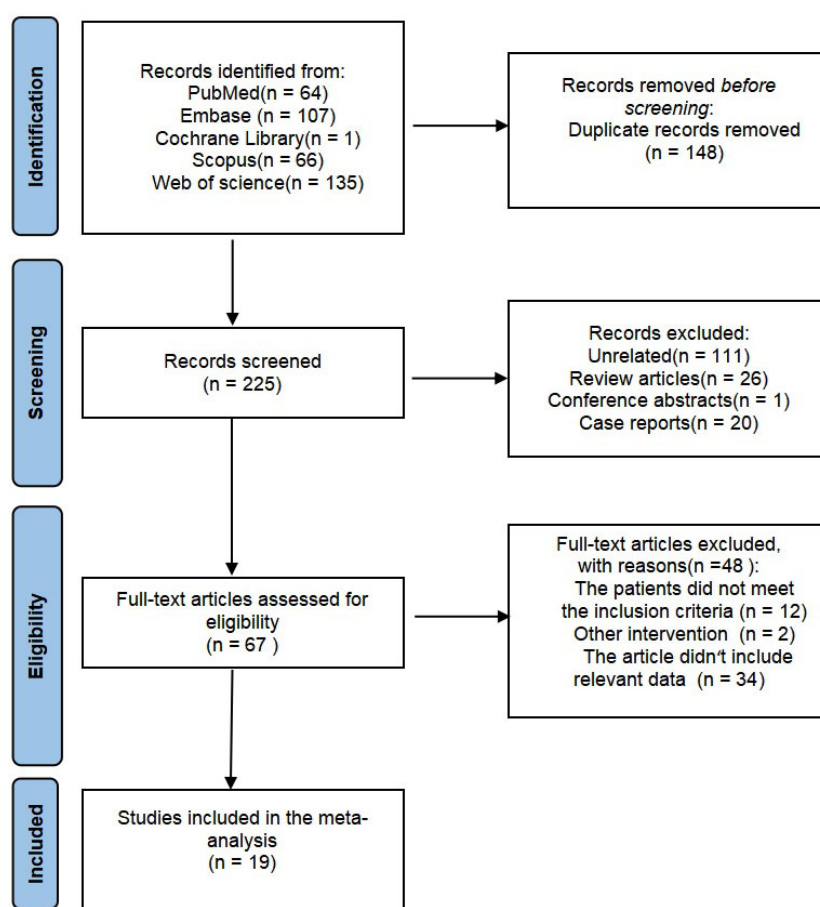 Identification
Records identified from:
PubMed(n = 64)
Embase (n = 107)
Cochrane Library(n = 1)
Scopus(n = 66)
Web of science(n = 135)
Records removed before
screening:
Duplicate records removed
(n = 148)
Screening
Records screened
(n = 225)
Records excluded:
Unrelated(n = 111)
Review articles(n = 26)
Conference abstracts(n = 1)
Case reports(n = 20)
Eligibility
Full-text articles assessed for
eligibility
(n = 67 )
Full-text articles excluded,
with reasons(n =48 ):
The patients did not meet
the inclusion criteria (n = 12)
Other intervention (n = 2)
The article didn't include
relevant data (n = 34)
Included
Studies included in the meta-
analysis
(n = 19)